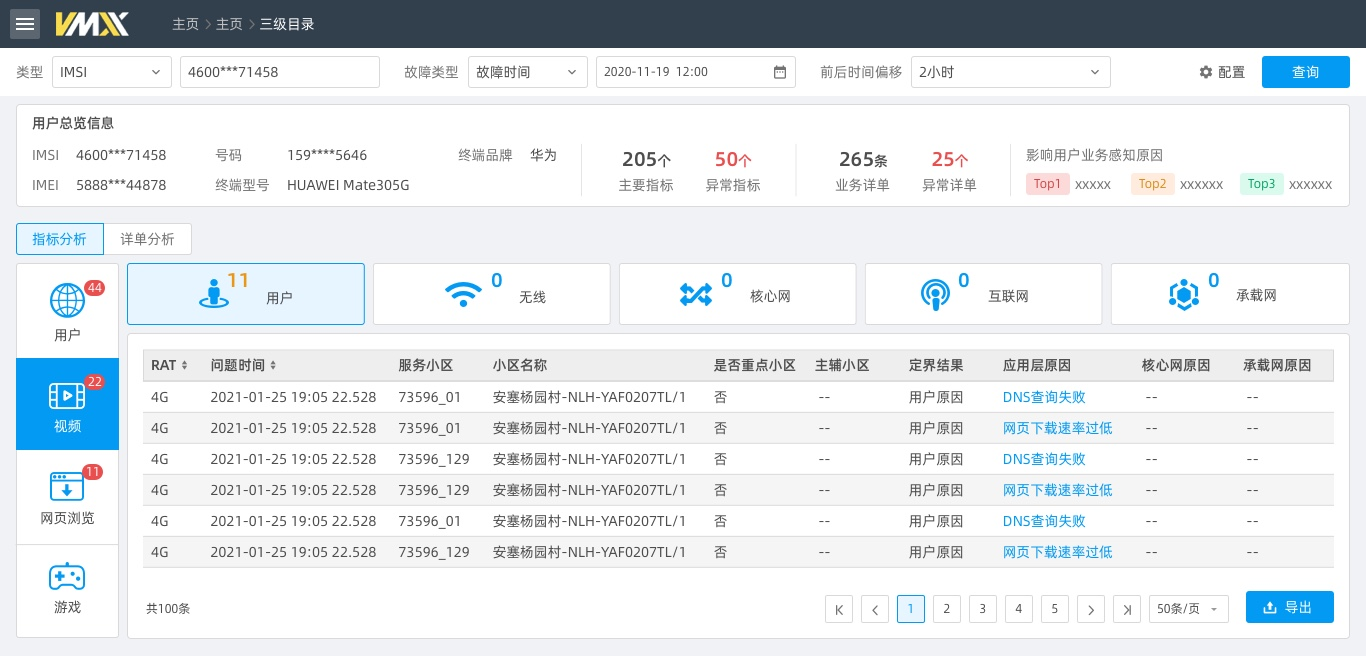 VMAX 主页 > 主页 > 三级目录
类型 IMSI 4600***71458 故障类型 故障时间 2020-11-19 12:00 前后时间偏移 2小时 配置 查询
用户总览信息
IMSI 4600***71458 号码 159****5646 终端品牌 华为 205个 50个 265条 25个 影响用户业务感知原因
IMEI 5888***44878 终端型号 HUAWEI Mate305G 主要指标 异常指标 业务详单 异常详单 Top1 xxxxx Top2 xxxxxx Top3 xxxxxx
指标分析 详单分析
44 用户
22 视频
11 网页浏览
游戏
11 用户 0 无线 0 核心网 0 互联网 0 承载网
RAT 问题时间 服务小区 小区名称 是否重点小区 主辅小区 定界结果 应用层原因 核心网原因 承载网原因
4G 2021-01-25 19:05 22.528 73596_01 安塞杨园村-NLH-YAF0207TL/1 否 -- 用户原因 DNS查询失败 -- --
4G 2021-01-25 19:05 22.528 73596_01 安塞杨园村-NLH-YAF0207TL/1 否 -- 用户原因 网页下载速率过低 -- --
4G 2021-01-25 19:05 22.528 73596_129 安塞杨园村-NLH-YAF0207TL/1 否 -- 用户原因 DNS查询失败 -- --
4G 2021-01-25 19:05 22.528 73596_129 安塞杨园村-NLH-YAF0207TL/1 否 -- 用户原因 网页下载速率过低 -- --
4G 2021-01-25 19:05 22.528 73596_01 安塞杨园村-NLH-YAF0207TL/1 否 -- 用户原因 DNS查询失败 -- --
4G 2021-01-25 19:05 22.528 73596_129 安塞杨园村-NLH-YAF0207TL/1 否 -- 用户原因 网页下载速率过低 -- --
共100条 1 2 3 4 5 50条/页 导出